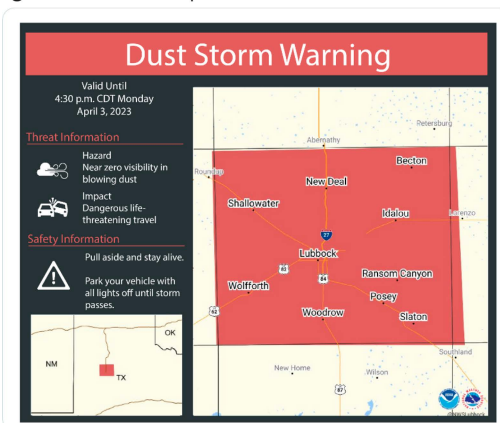 Dust Storm Warning
Valid Until
4:30 p.m. CDT Monday
April 3, 2023
Threat Information
Hazard
Near zero visibility in
blowing dust
Impact
Dangerous life-
threatening travel
Safety Information
Pull aside and stay alive.
Park your vehicle with
all lights off until storm
passes.
OK
NM
TX
Petersburg
Abernathy
Becton
Roundup
New Deal
Shallowater
Idalou
Lorenzo
27
Lubbock
62
84
Ransom Canyon
Wolfforth
Posey
62
Woodrow
Slaton
Southland
New Home
Wilson
87
@NWSLubbock